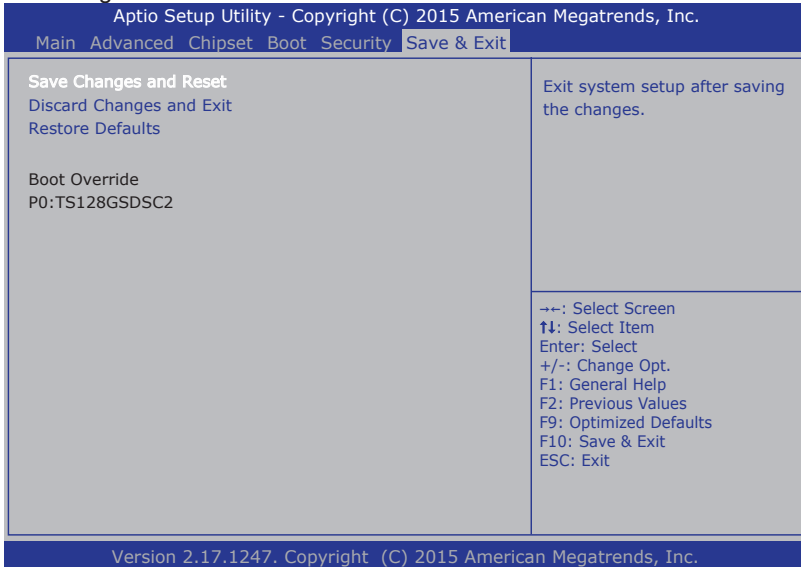 Aptio Setup Utility - Copyright (C) 2015 American Megatrends, Inc.
Main Advanced Chipset Boot Security Save & Exit
Save Changes and Reset
Discard Changes and Exit
Restore Defaults
Boot Override
P0:TS128GSDSC2
Exit system setup after saving
the changes.
→←: Select Screen
↑↓: Select Item
Enter: Select
+/-: Change Opt.
F1: General Help
F2: Previous Values
F9: Optimized Defaults
F10: Save & Exit
ESC: Exit
Version 2.17.1247. Copyright (C) 2015 American Megatrends, Inc.